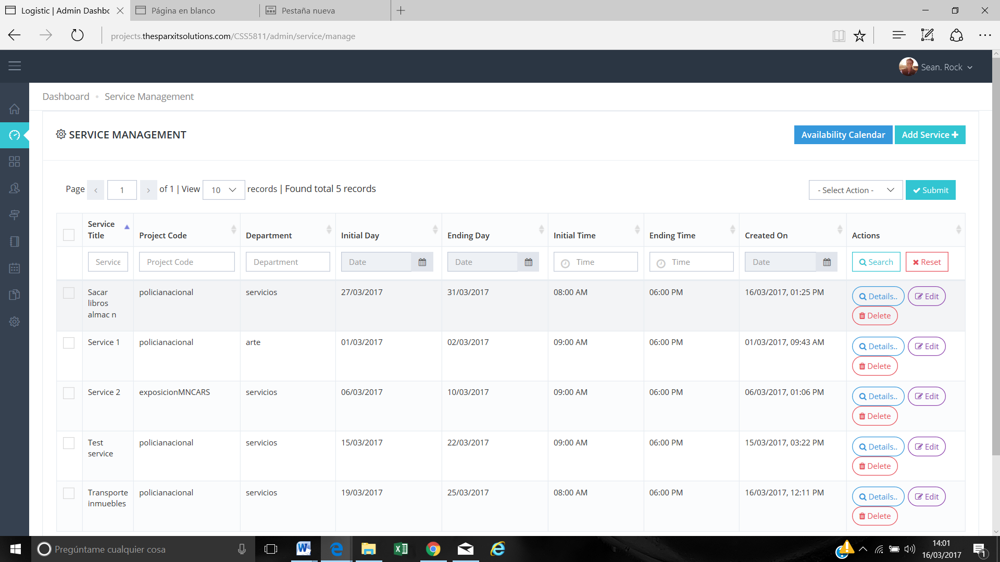 Logistic | Admin Dashbo
Página en blanco
Pestaña nueva
projects.thesparxitsolutions.com/CSS5811/admin/service/manage
Sean. Rock
Dashboard • Service Management
SERVICE MANAGEMENT
Availability Calendar
Add Service
Page < 1 > of 1 | View 10 records | Found total 5 records
- Select Action -
Submit
Service Title
Project Code
Department
Initial Day
Ending Day
Initial Time
Ending Time
Created On
Actions
Service
Project Code
Department
Date
Date
Time
Time
Date
Search
Reset
Sacar
libros
almac n
policianacional
servicios
27/03/2017
31/03/2017
08:00 AM
06:00 PM
16/03/2017, 01:25 PM
Details..
Edit
Delete
Service 1
policianacional
arte
01/03/2017
02/03/2017
09:00 AM
06:00 PM
01/03/2017, 09:43 AM
Details..
Edit
Delete
Service 2
exposicionMNCARS
servicios
06/03/2017
10/03/2017
09:00 AM
06:00 PM
06/03/2017, 01:06 PM
Details..
Edit
Delete
Test
service
policianacional
servicios
15/03/2017
22/03/2017
09:00 AM
06:00 PM
15/03/2017, 03:22 PM
Details..
Edit
Delete
Transporte
inmuebles
policianacional
servicios
19/03/2017
25/03/2017
08:00 AM
06:00 PM
16/03/2017, 12:11 PM
Details..
Edit
Delete
Pregúntame cualquier cosa
14:01
16/03/2017
1